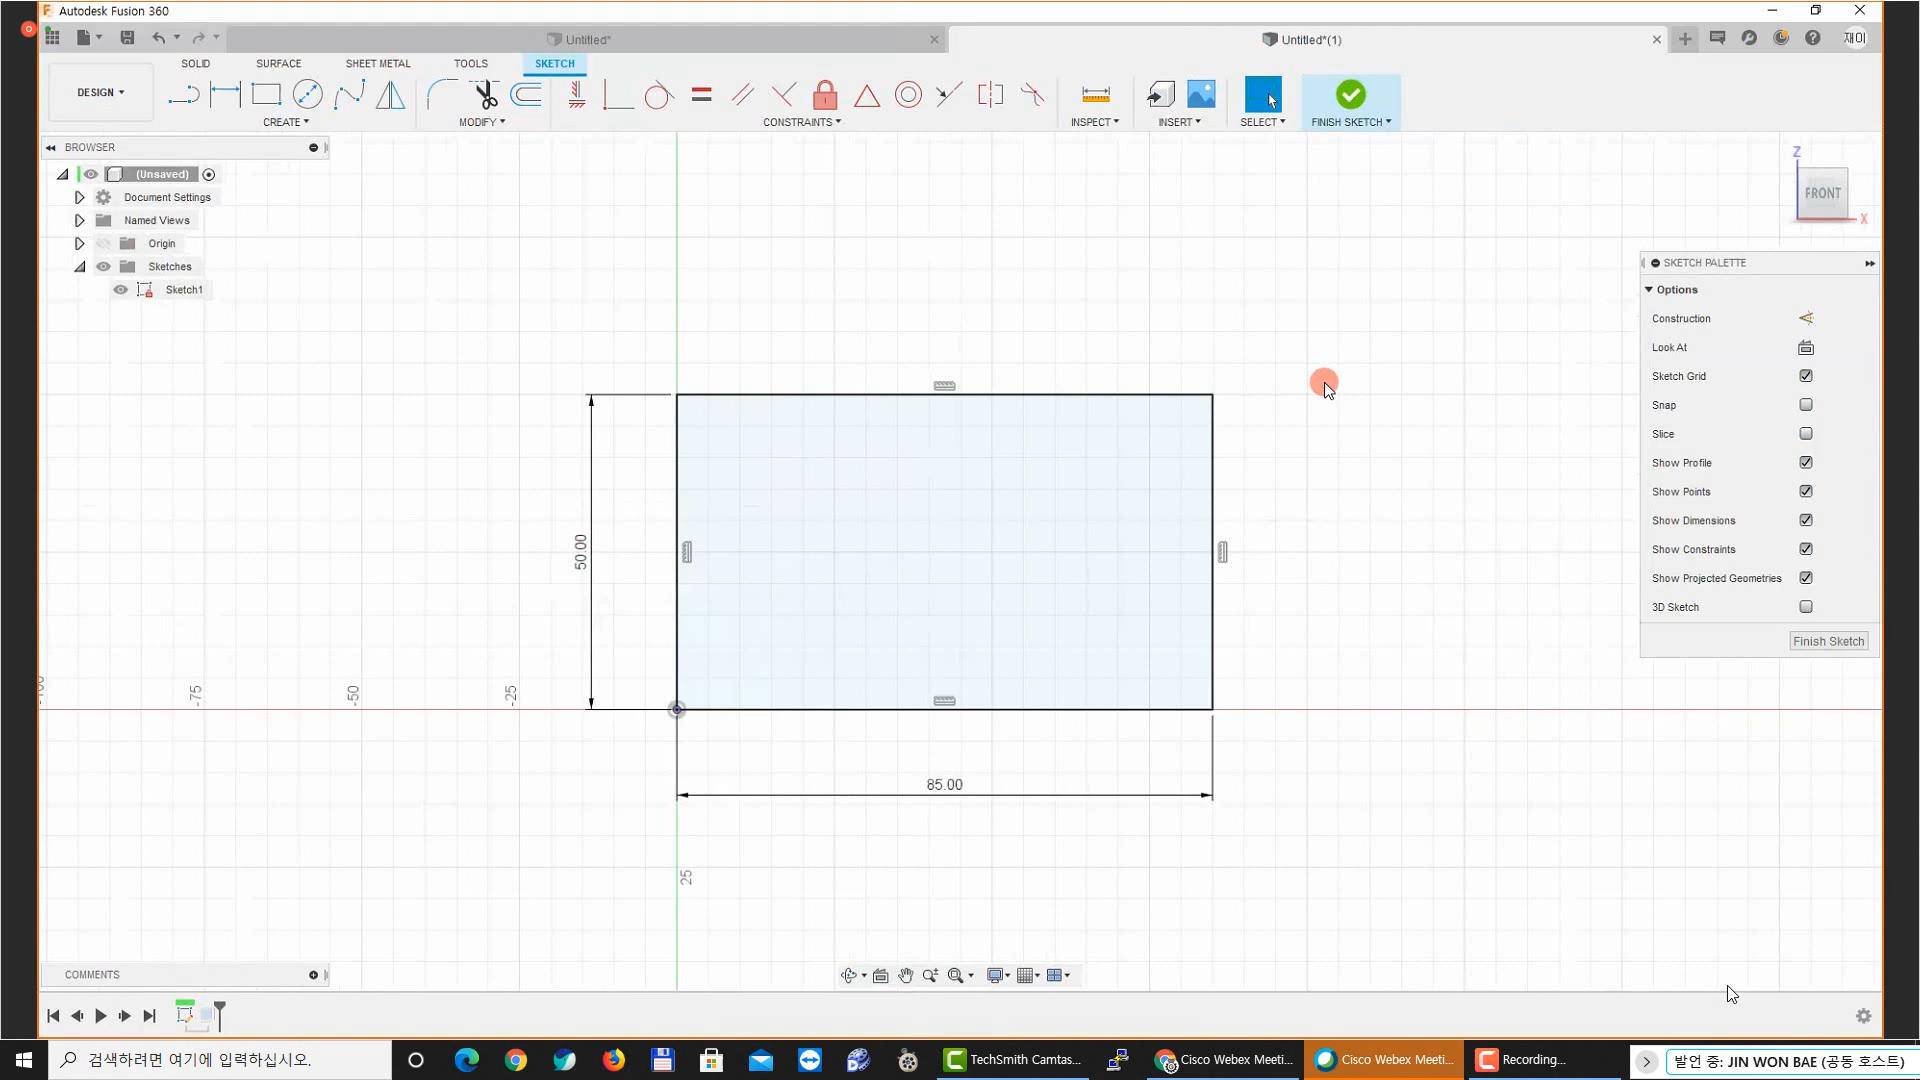 Autodesk Fusion 360
Untitled*
Untitled*(1)
재이
SOLID
SURFACE
SHEET METAL
TOOLS
SKETCH
DESIGN
CREATE
MODIFY
CONSTRAINTS
INSPECT
INSERT
SELECT
FINISH SKETCH
BROWSER
(Unsaved)
Document Settings
Named Views
Origin
Sketches
Sketch1
Z
FRONT
X
SKETCH PALETTE
Options
Construction
Look At
Sketch Grid
Snap
Slice
Show Profile
Show Points
Show Dimensions
Show Constraints
Show Projected Geometries
3D Sketch
Finish Sketch
50.00
-75
-50
-25
85.00
25
COMMENTS
검색하려면 여기에 입력하십시오.
TechSmith Camtas...
Cisco Webex Meeti...
Cisco Webex Meeti...
Recording...
발언 중: JIN WON BAE (공동 호스트)